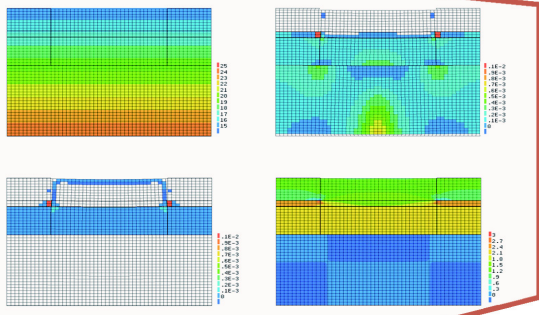 25
24
23
22
21
20
19
18
17
16
15
.1E-2
.9E-3
.8E-3
.7E-3
.6E-3
.5E-3
.4E-3
.3E-3
.2E-3
.1E-3
0
.1E-2
.9E-3
.8E-3
.7E-3
.6E-3
.5E-3
.4E-3
.3E-3
.2E-3
.1E-3
0
3
2.7
2.4
2.1
1.8
1.5
1.2
.9
.6
.3
0